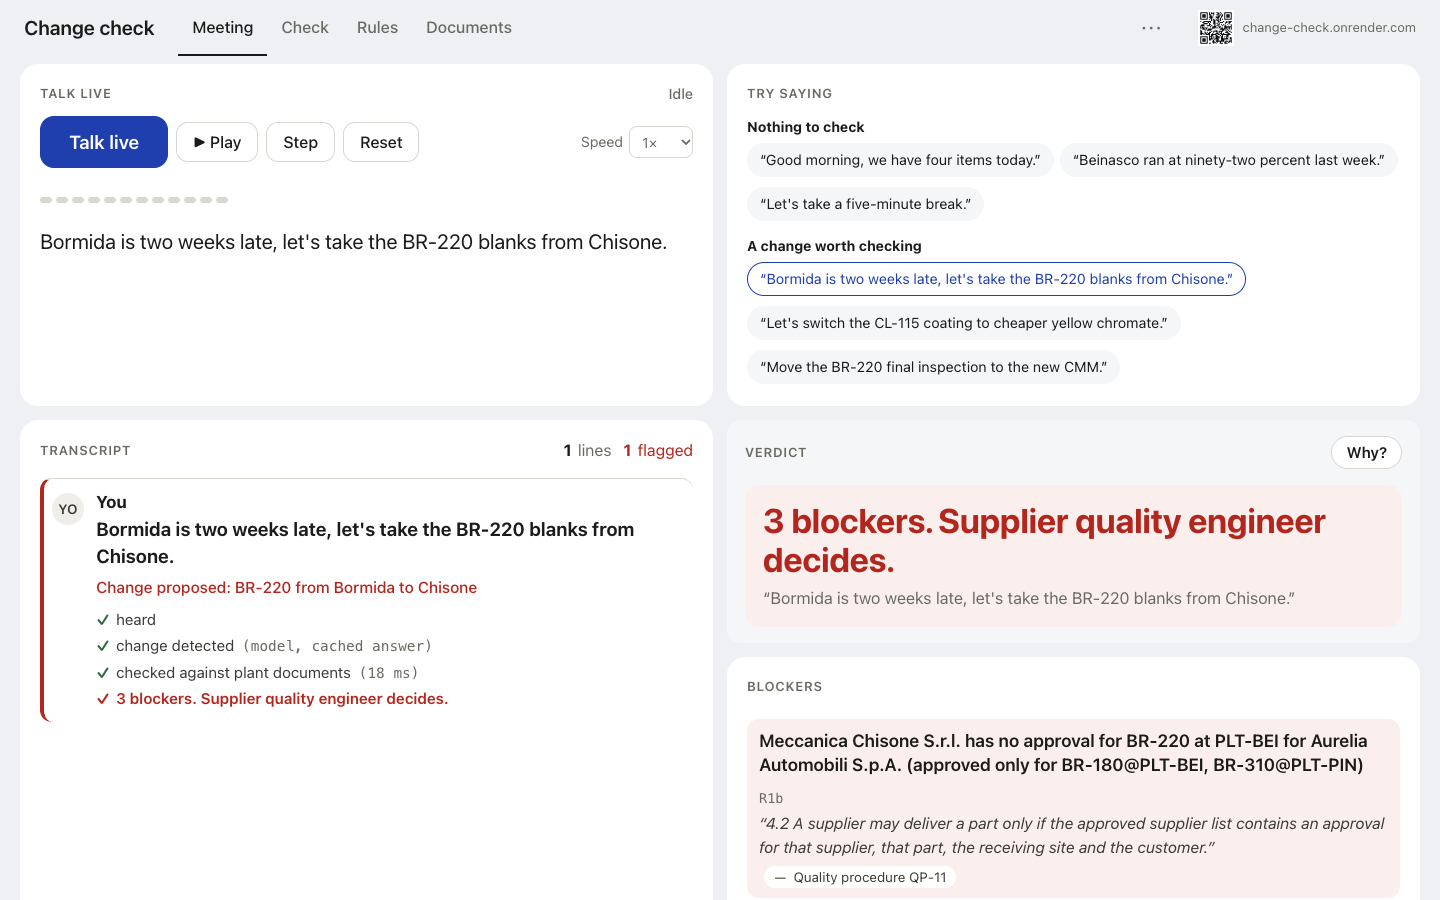 Change check
Meeting
Check
Rules
Documents
···
change-check.onrender.com
TALK LIVE
Idle
Talk live
▶ Play
Step
Reset
Speed
1×
Bormida is two weeks late, let's take the BR-220 blanks from Chisone.
TRY SAYING
Nothing to check
“Good morning, we have four items today.”
“Beinasco ran at ninety-two percent last week.”
“Let's take a five-minute break.”
A change worth checking
“Bormida is two weeks late, let's take the BR-220 blanks from Chisone.”
“Let's switch the CL-115 coating to cheaper yellow chromate.”
“Move the BR-220 final inspection to the new CMM.”
TRANSCRIPT
1 lines 1 flagged
YO
You
Bormida is two weeks late, let's take the BR-220 blanks from
Chisone.
Change proposed: BR-220 from Bormida to Chisone
✓ heard
✓ change detected (model, cached answer)
✓ checked against plant documents (18 ms)
✓ 3 blockers. Supplier quality engineer decides.
VERDICT
Why?
3 blockers. Supplier quality engineer
decides.
“Bormida is two weeks late, let's take the BR-220 blanks from Chisone.”
BLOCKERS
Meccanica Chisone S.r.l. has no approval for BR-220 at PLT-BEI for Aurelia
Automobili S.p.A. (approved only for BR-180@PLT-BEI, BR-310@PLT-PIN)
R1b
“4.2 A supplier may deliver a part only if the approved supplier list contains an approval
for that supplier, that part, the receiving site and the customer.”
— Quality procedure QP-11